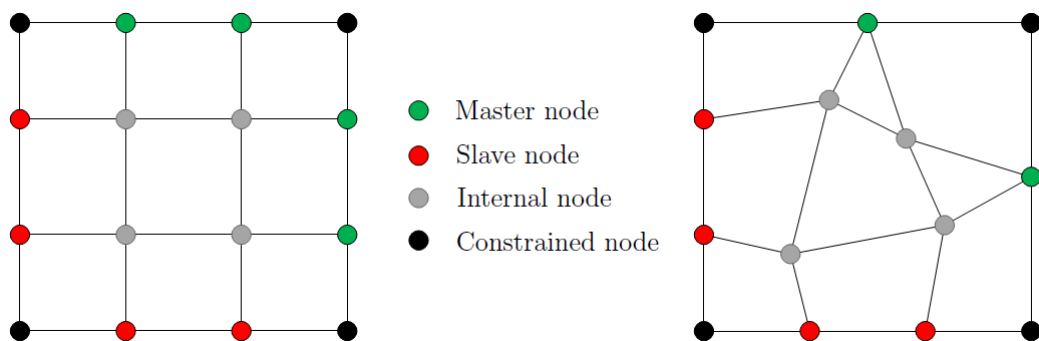 Master node
Slave node
Internal node
Constrained node